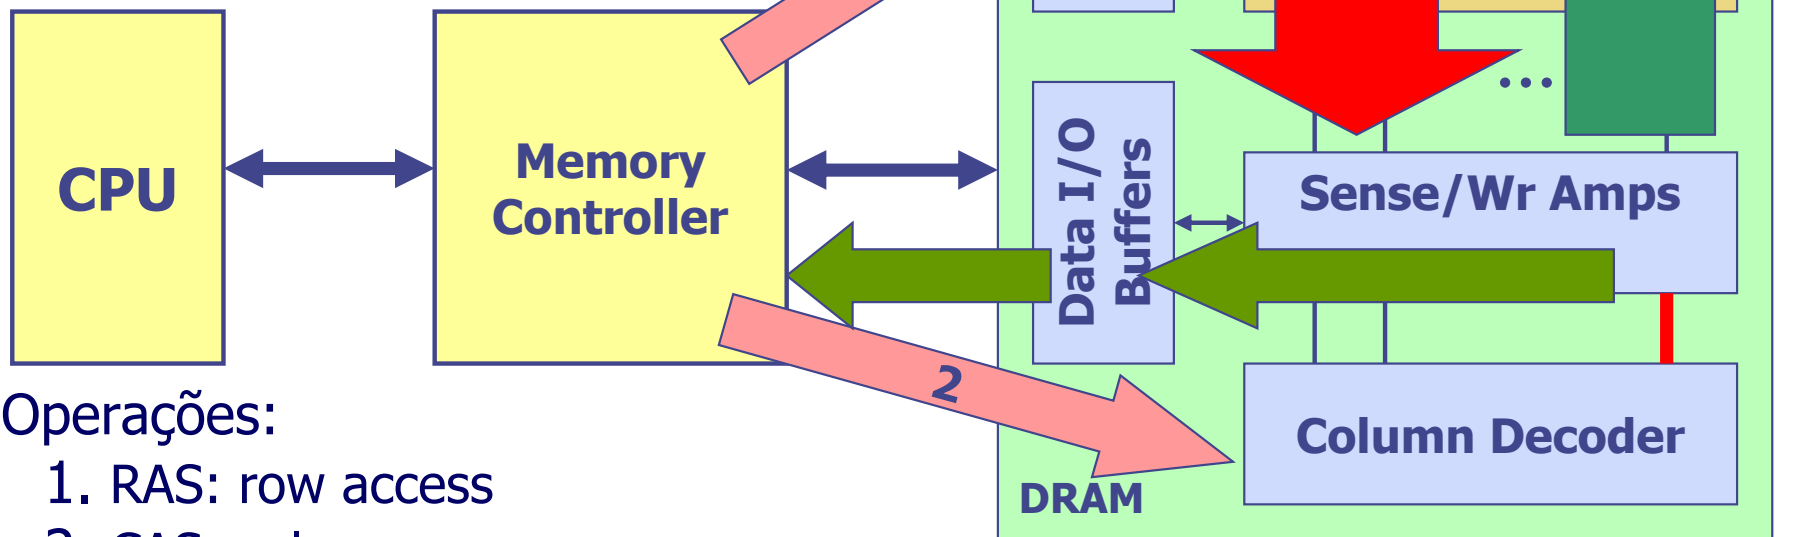 CPU
Memory
Controller
Data I/O
Buffers
...
Sense/Wr Amps
2
Column Decoder
DRAM
Operações:
1. RAS: row access